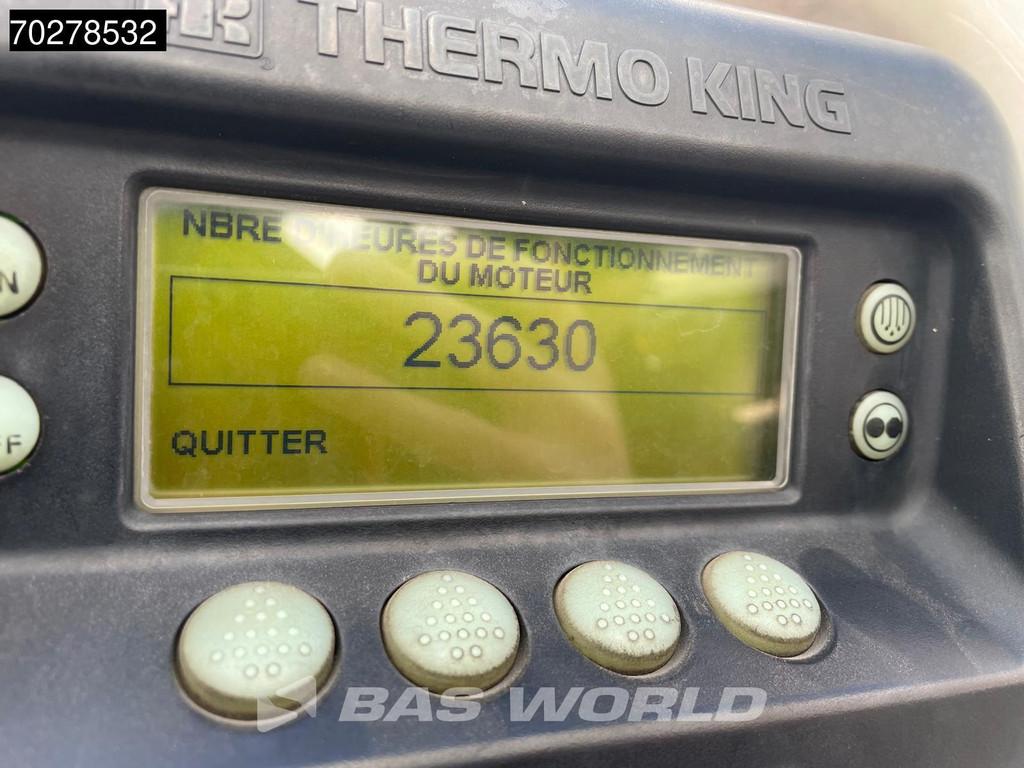 70278532
THERMO KING
NBRE D'HEURES DE FONCTIONNEMENT
DU MOTEUR
23630
QUITTER
BAS WORLD